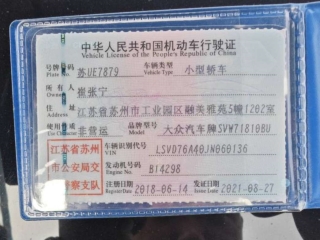 中华人民共和国机动车行驶证
Vehicle License of the People's Republic of China
号牌号码 苏UE7879 车辆类型 小型轿车
Plate No. Vehicle Type
所有人 崔张宁
Owner
住址 江苏省苏州市工业园区融美雅苑5幢1202室
使用性质 非营运 品牌型号 大众汽车牌SVW71810BU
Model
江苏省苏州市公安局交警察支队
车辆识别代号 LSVD76A40JN060136
VIN
发动机号码 B14298
Engine No.
注册日期 2018-06-14 发证日期 2021-08-27
Register Date Issue Date